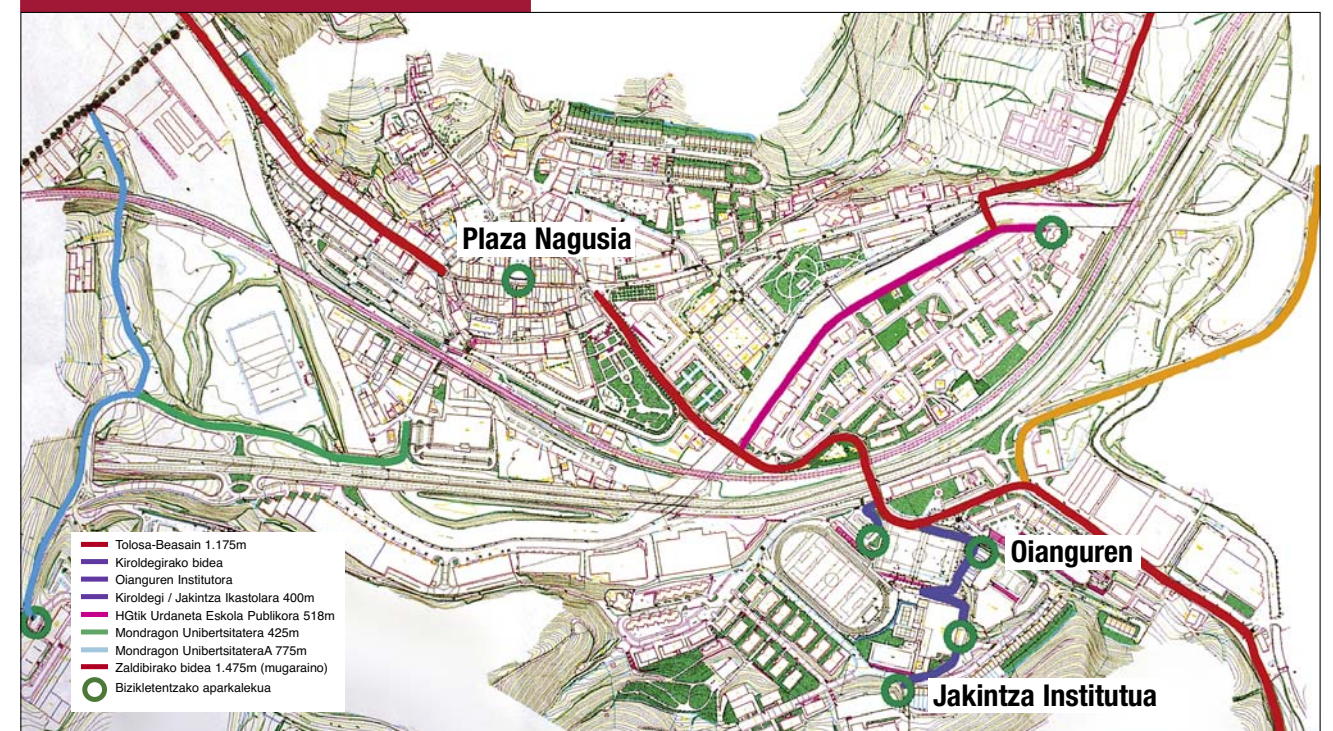 Plaza Nagusia
Oianguren
Jakintza Institutua
Tolosa-Beasain 1.175m
Kiroldegirako bidea
Oianguren Institutora
Kiroldegi / Jakintza Ikastolara 400m
HGtik Urdaneta Eskola Publikora 518m
Mondragon Unibertsitatera 425m
Mondragon UnibertsitateraA 775m
Zaldibirako bidea 1.475m (mugaraino)
Bizikletentzako aparkalekua